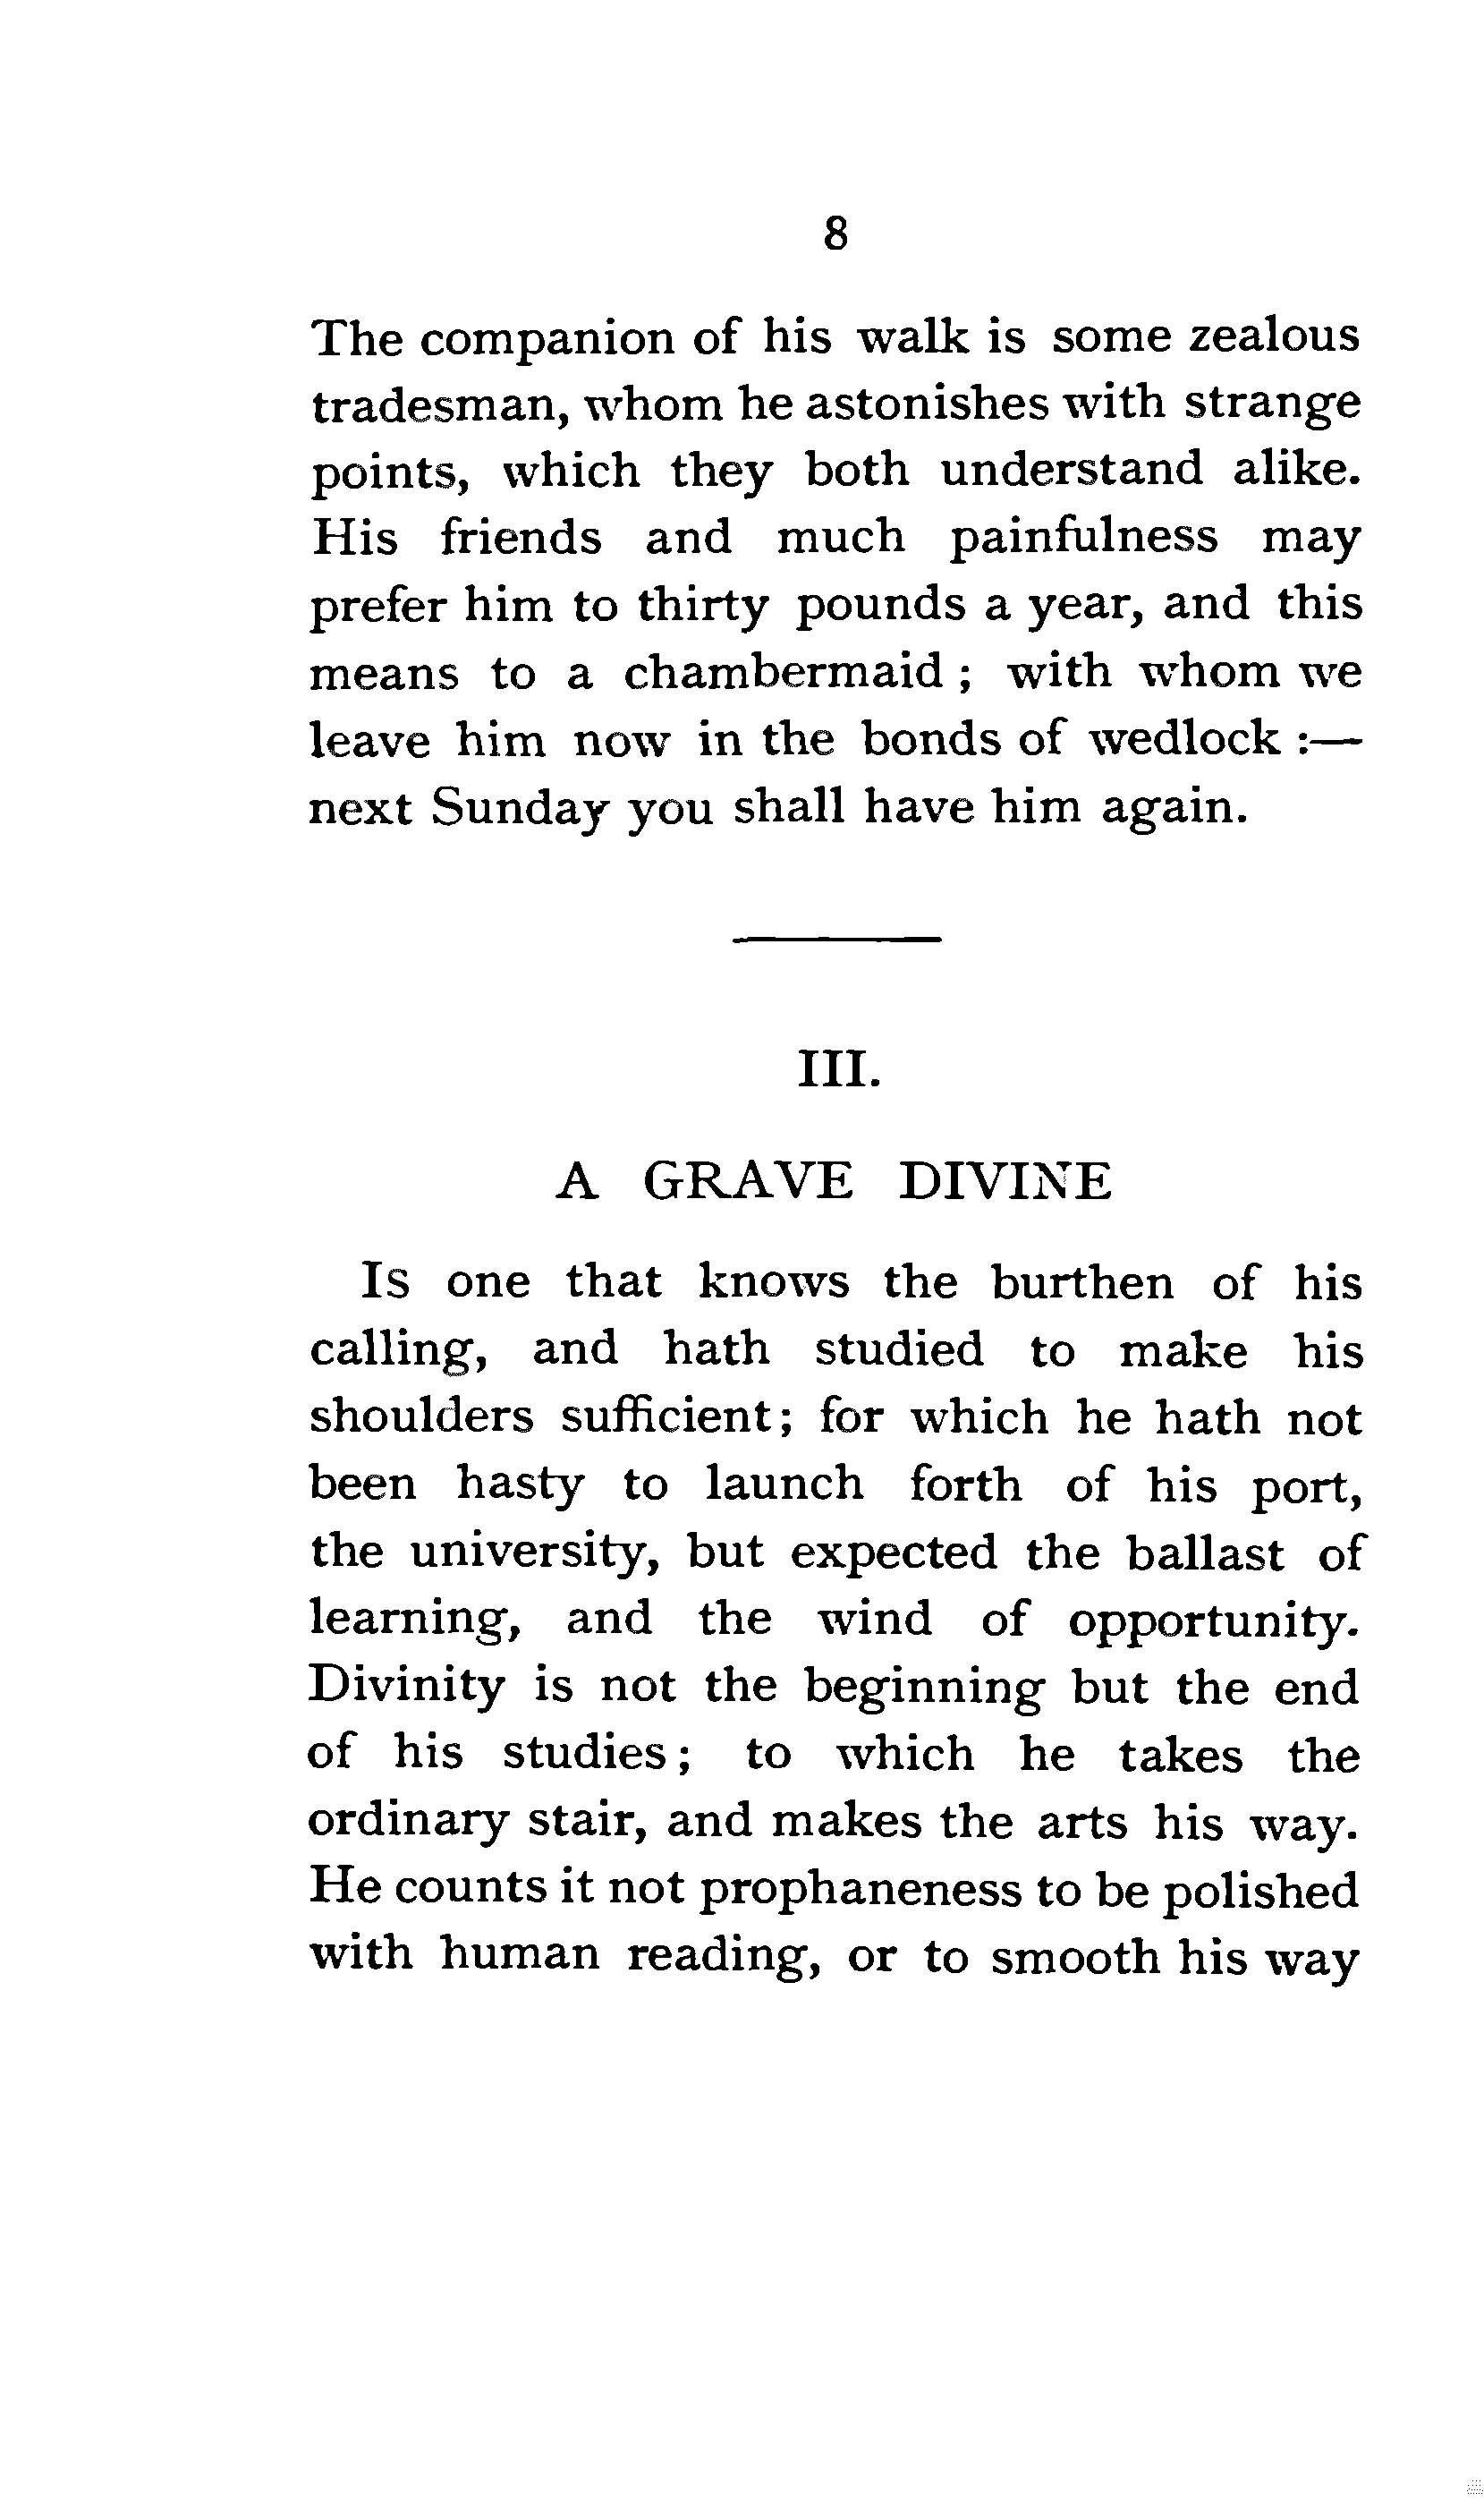 8
The companion of his walk is some zealous
tradesman, whom he astonishes with strange
points, which they both understand alike.
His friends and much painfulness may
prefer him to thirty pounds a year, and this
means to a chambermaid ; with whom we
leave him now in the bonds of wedlock :—
next Sunday you shall have him again.
III.
A GRAVE DIVINE
Is one that knows the burthen of his
calling, and hath studied to make his
shoulders sufficient; for which he hath not
been hasty to launch forth of his port,
the university, but expected the ballast of
learning, and the wind of opportunity.
Divinity is not the beginning but the end
of his studies; to which he takes the
ordinary stair, and makes the arts his way.
He counts it not prophaneness to be polished
with human reading, or to smooth his way